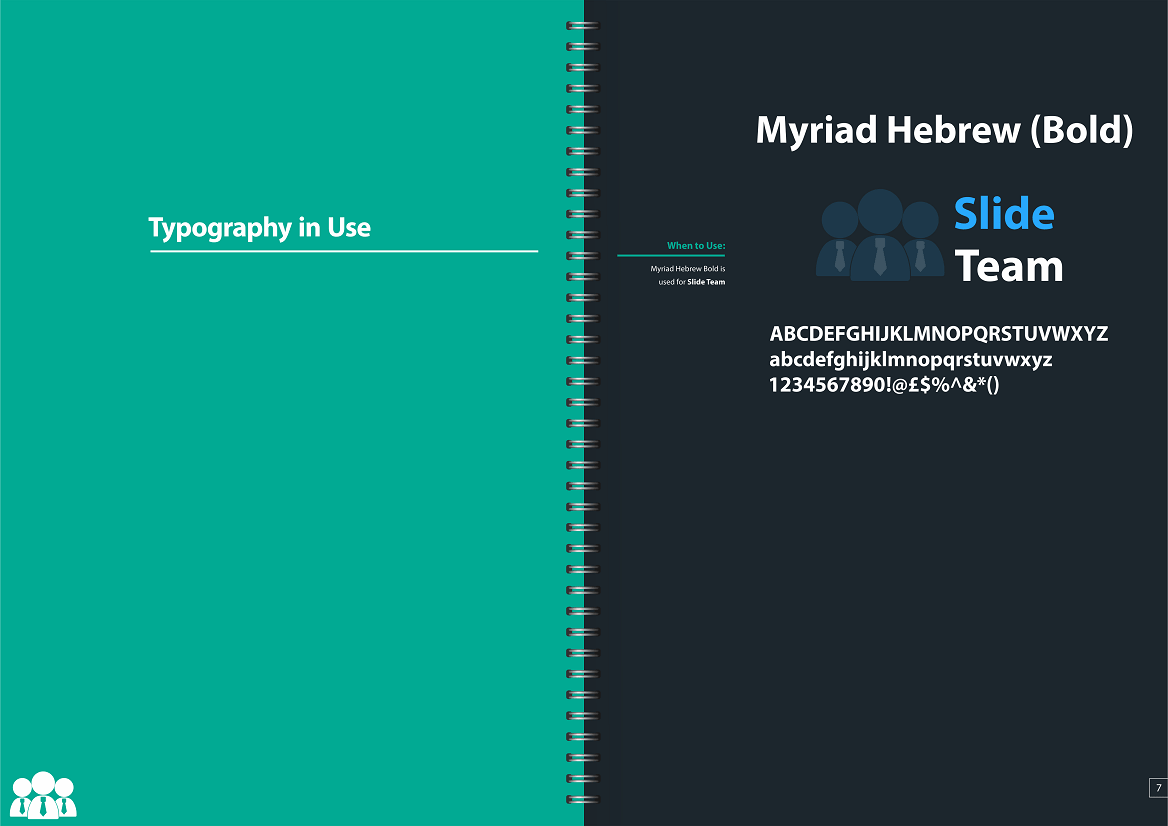 Typography in Use
Myriad Hebrew (Bold)
When to Use:
Myriad Hebrew Bold is
used for Slide Team
Slide
Team
ABCDEFGHIJKLMNOPQRSTUVWXYZ
abcdefghijklmnopqrstuvwxyz
1234567890!@£$%^&*()
7